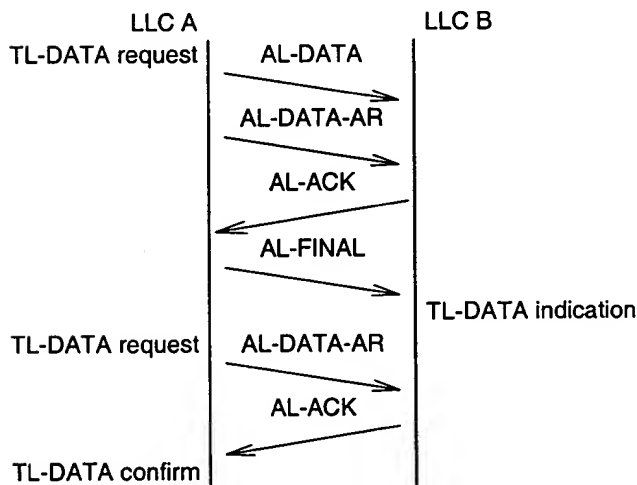 LLC A
LLC B
TL-DATA request
AL-DATA
AL-DATA-AR
AL-ACK
AL-FINAL
TL-DATA indication
TL-DATA request
AL-DATA-AR
AL-ACK
TL-DATA confirm